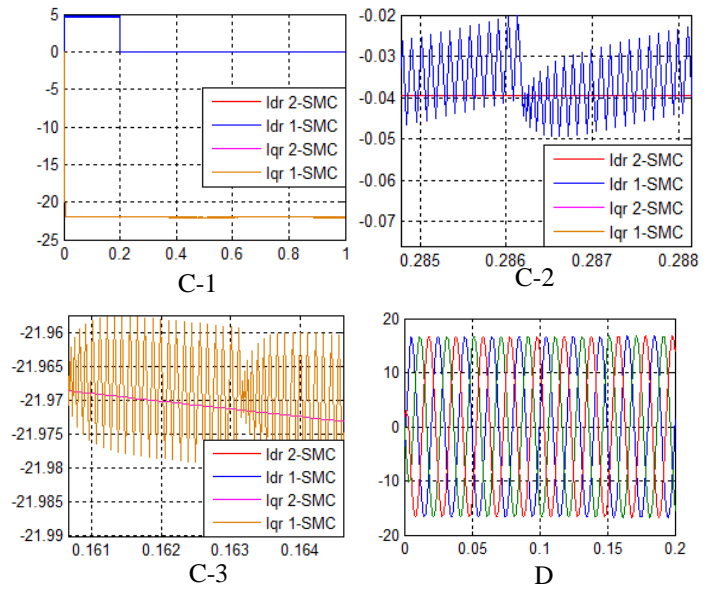 5
0
-5
-10
-15
-20
-25
0
0.2
0.4
0.6
0.8
1
Idr 2-SMC
Idr 1-SMC
Iqr 2-SMC
Iqr 1-SMC
C-1
-0.02
-0.03
-0.04
-0.05
-0.06
-0.07
0.285
0.286
0.287
0.288
Idr 2-SMC
Idr 1-SMC
Iqr 2-SMC
Iqr 1-SMC
C-2
-21.96
-21.965
-21.97
-21.975
-21.98
-21.985
-21.99
0.161
0.162
0.163
0.164
Idr 2-SMC
Idr 1-SMC
Iqr 2-SMC
Iqr 1-SMC
C-3
20
10
0
-10
-20
0
0.05
0.1
0.15
0.2
D